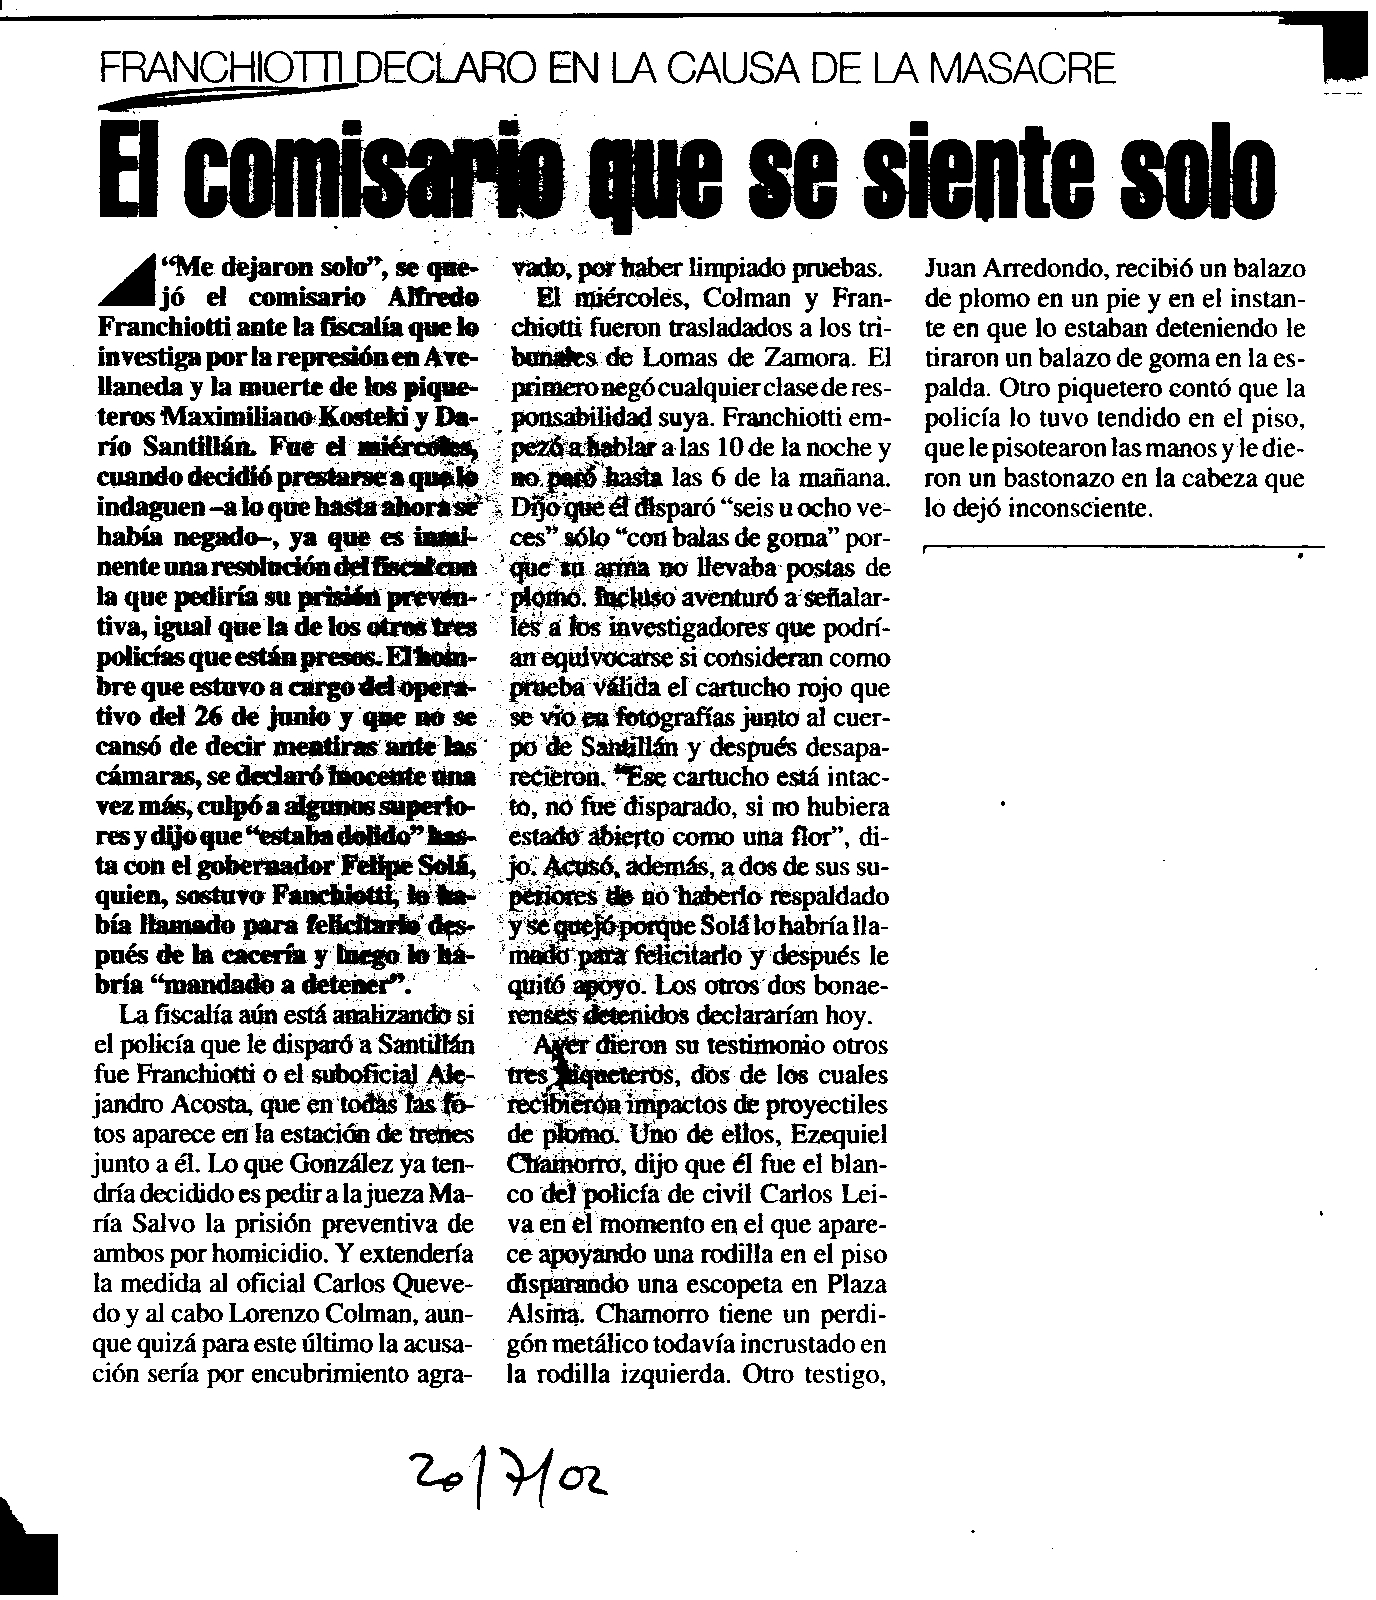 FRANCHIOTTI DECLARO EN LA CAUSA DE LA MASACRE
El comisario que se siente solo
“Me dejaron solo”, se que-
jó el comisario Alfredo
Franchiotti ante la fiscalía que lo
investiga por la represión en Ave-
llaneda y la muerte de los pique-
teros Maximiliano Kosteki y Da-
río Santillán. Fue el miércoles,
cuando decidió prestarse a que lo
indaguen –a lo que hasta ahora se
había negado–, ya que es inmi-
nente una resolución del fiscal con
la que pediría su prisión preven-
tiva, igual que la de los otros tres
policías que están presos. El hom-
bre que estuvo a cargo del opera-
tivo del 26 de junio y que no se
cansó de decir mentiras ante las
cámaras, se declaró inocente una
vez más, culpó a algunos superio-
res y dijo que “estaba dolido” has-
ta con el gobernador Felipe Solá,
quien, sostuvo Fanchiotti, lo ha-
bía llamado para felicitarlo des-
pués de la cacería y luego lo ha-
bría “mandado a detener”.
La fiscalía aún está analizando si
el policía que le disparó a Santillán
fue Franchiotti o el suboficial Ale-
jandro Acosta, que en todas las fo-
tos aparece en la estación de trenes
junto a él. Lo que González ya ten-
dría decidido es pedir a la jueza Ma-
ría Salvo la prisión preventiva de
ambos por homicidio. Y extendería
la medida al oficial Carlos Queve-
do y al cabo Lorenzo Colman, aun-
que quizá para este último la acusa-
ción sería por encubrimiento agra-
vado, por haber limpiado pruebas.
El miércoles, Colman y Fran-
chiotti fueron trasladados a los tri-
bunales de Lomas de Zamora. El
primero negó cualquier clase de res-
ponsabilidad suya. Franchiotti em-
pezó a hablar a las 10 de la noche y
no paró hasta las 6 de la mañana.
Dijo que él disparó “seis u ocho ve-
ces” sólo “con balas de goma” por-
que su arma no llevaba postas de
plomo. Incluso aventuró a señalar-
les a los investigadores que podrí-
an equivocarse si consideran como
prueba válida el cartucho rojo que
se vio en fotografías junto al cuer-
po de Santillán y después desapa-
recieron. “Ese cartucho está intac-
to, no fue disparado, si no hubiera
estado abierto como una flor”, di-
jo. Acusó, además, a dos de sus su-
periores de no haberlo respaldado
y se quejó porque Solá lo habría lla-
mado para felicitarlo y después le
quitó apoyo. Los otros dos bonae-
renses detenidos declararían hoy.
Ayer dieron su testimonio otros
tres piqueteros, dos de los cuales
recibierón impactos de proyectiles
de plomo. Uno de ellos, Ezequiel
Chamorro, dijo que él fue el blan-
co del policía de civil Carlos Lei-
va en el momento en el que apare-
ce apoyando una rodilla en el piso
disparando una escopeta en Plaza
Alsina. Chamorro tiene un perdi-
gón metálico todavía incrustado en
la rodilla izquierda. Otro testigo,
Juan Arredondo, recibió un balazo
de plomo en un pie y en el instan-
te en que lo estaban deteniendo le
tiraron un balazo de goma en la es-
palda. Otro piquetero contó que la
policía lo tuvo tendido en el piso,
que le pisotearon las manos y le die-
ron un bastonazo en la cabeza que
lo dejó inconsciente.
20/7/02